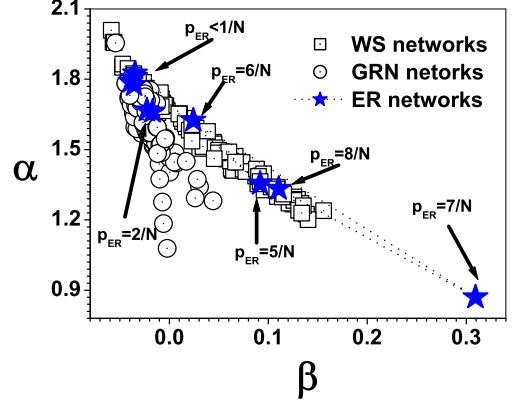 2.1
1.8
1.5
1.2
0.9
α
0.0
0.1
0.2
0.3
β
WS networks
GRN netorks
ER networks
p_ER<1/N
p_ER=6/N
p_ER=8/N
p_ER=7/N
p_ER=2/N
p_ER=5/N